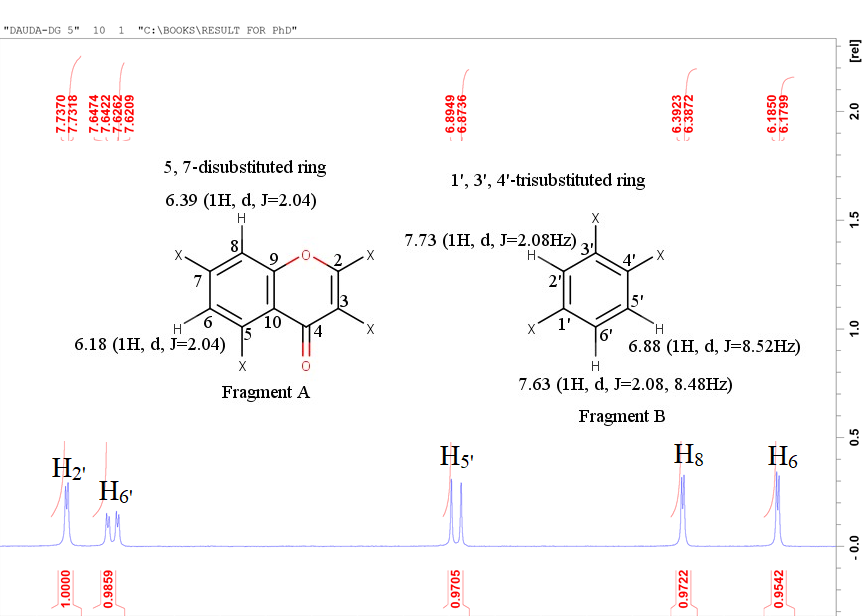 "DAUDA-DG 5" 10 1 "C:\BOOKS\RESULT FOR PhD"
[rel]
7.7370
7.7318
7.6474
7.6422
7.6262
7.6209
6.8949
6.8736
6.3923
6.3872
6.1850
6.1799
2.0
5, 7-disubstituted ring
1', 3', 4'-trisubstituted ring
6.39 (1H, d, J=2.04)
H
8
9
O
2
X
X
7
3
X
10
6
H
5
4
X
O
6.18 (1H, d, J=2.04)
Fragment A
X
7.73 (1H, d, J=2.08Hz)
3'
H
4'
X
2'
5'
1'
X
6'
H
H
6.88 (1H, d, J=8.52Hz)
7.63 (1H, d, J=2.08, 8.48Hz)
Fragment B
1.5
1.0
0.5
- 0.0
H2'
H6'
H5'
H8
H6
1.0000
0.9859
0.9705
0.9722
0.9542